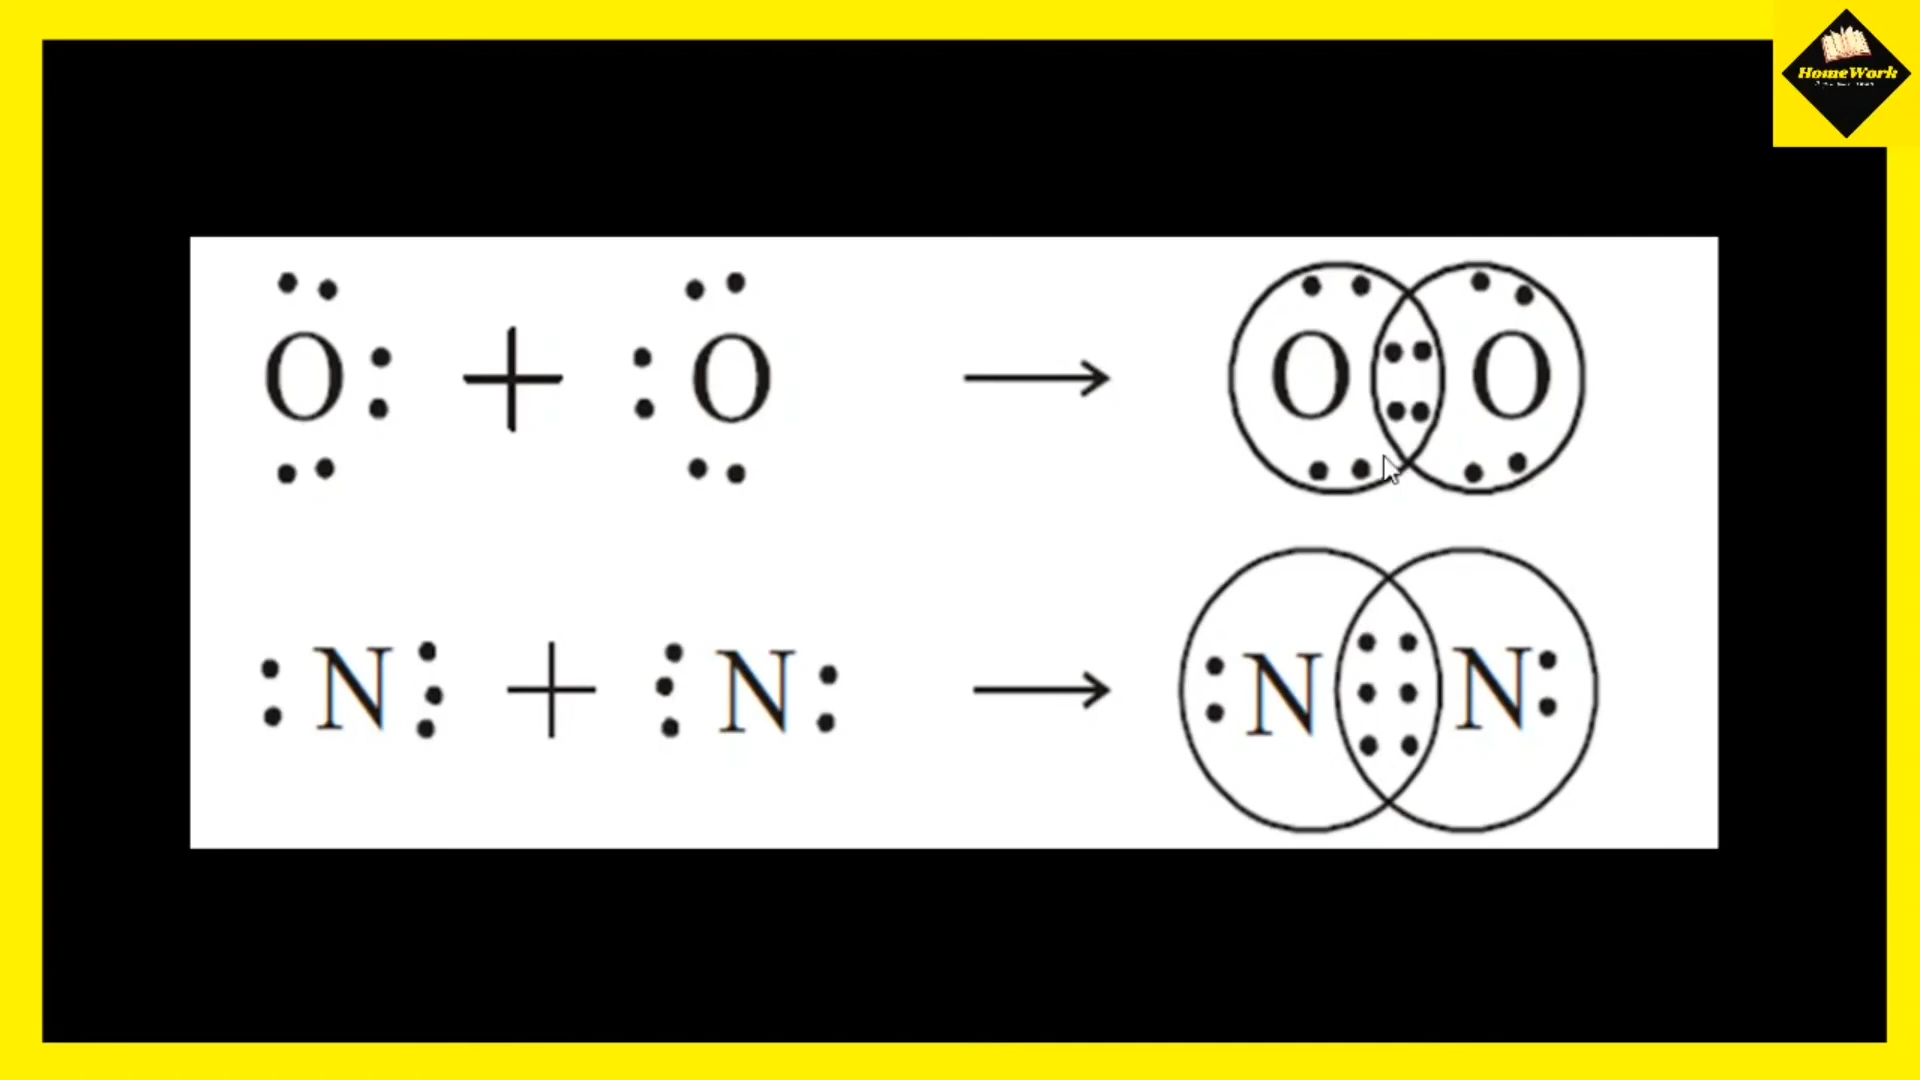 HomeWork
O + O → O O
N + N → N N